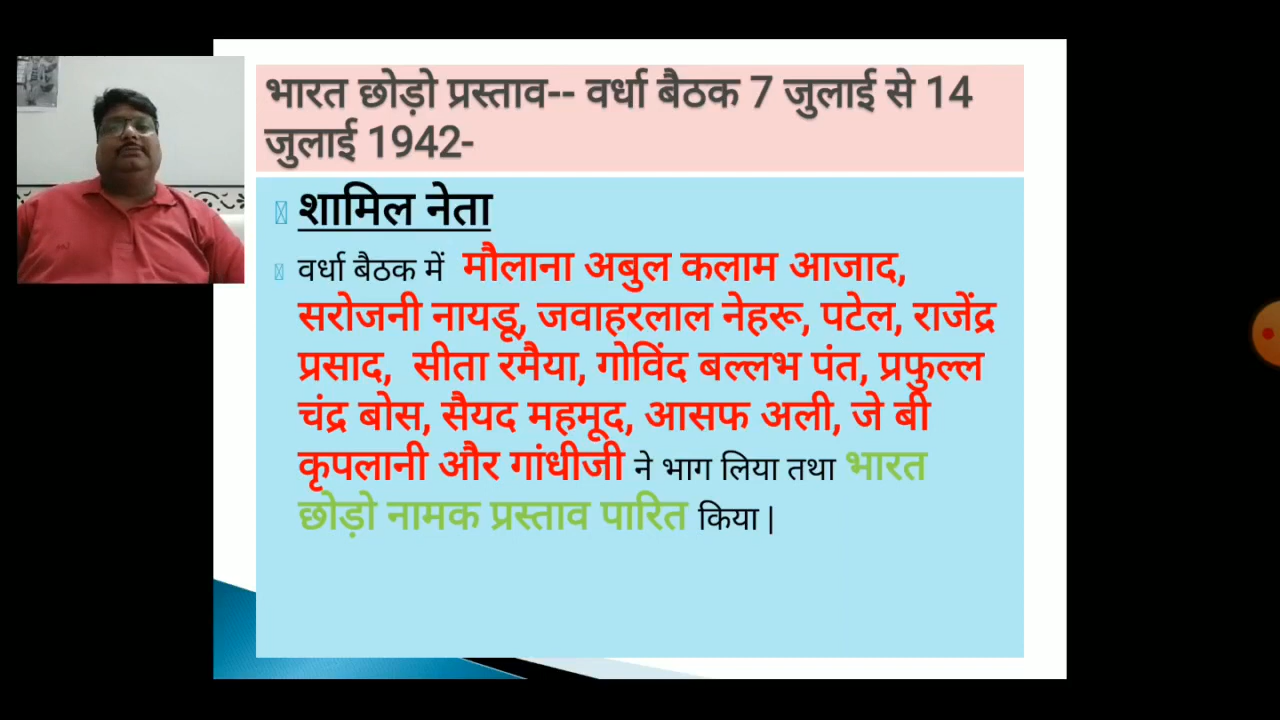 भारत छोड़ो प्रस्ताव-- वर्धा बैठक 7 जुलाई से 14
जुलाई 1942-
शामिल नेता
वर्धा बैठक में मौलाना अबुल कलाम आजाद,
सरोजनी नायडू, जवाहरलाल नेहरू, पटेल, राजेंद्र
प्रसाद, सीता रमैया, गोविंद बल्लभ पंत, प्रफुल्ल
चंद्र बोस, सैयद महमूद, आसफ अली, जे बी
कृपलानी और गांधीजी ने भाग लिया तथा भारत
छोड़ो नामक प्रस्ताव पारित किया |